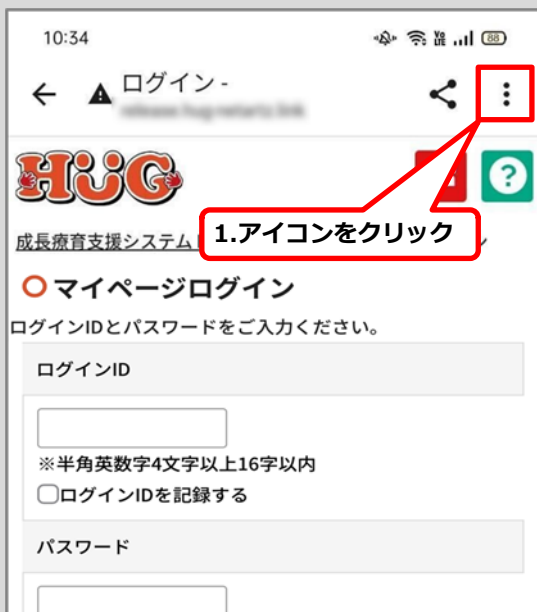 10:34
Yo LTE 88
ログイン -
HUG
?
1.アイコンをクリック
成長療育支援システム
マイページログイン
ログインIDとパスワードをご入力ください。
ログインID
※半角英数字4文字以上16字以内
ログインIDを記録する
パスワード